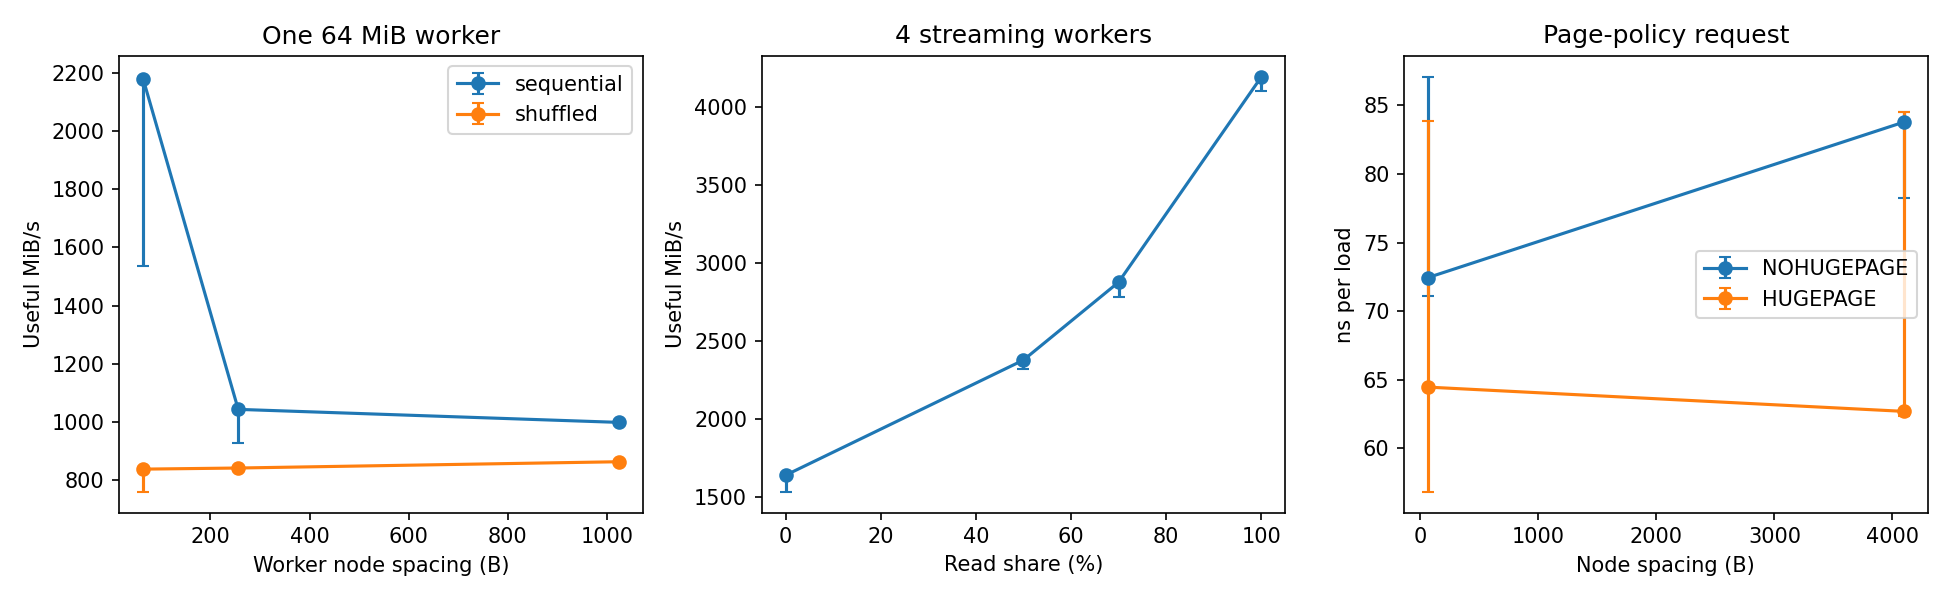 One 64 MiB worker
Useful MiB/s
2200
2000
1800
1600
1400
1200
1000
800
sequential
shuffled
200
400
600
800
1000
Worker node spacing (B)
4 streaming workers
Useful MiB/s
4000
3500
3000
2500
2000
1500
0
20
40
60
80
100
Read share (%)
Page-policy request
ns per load
85
80
75
70
65
60
NOHUGEPAGE
HUGEPAGE
0
1000
2000
3000
4000
Node spacing (B)